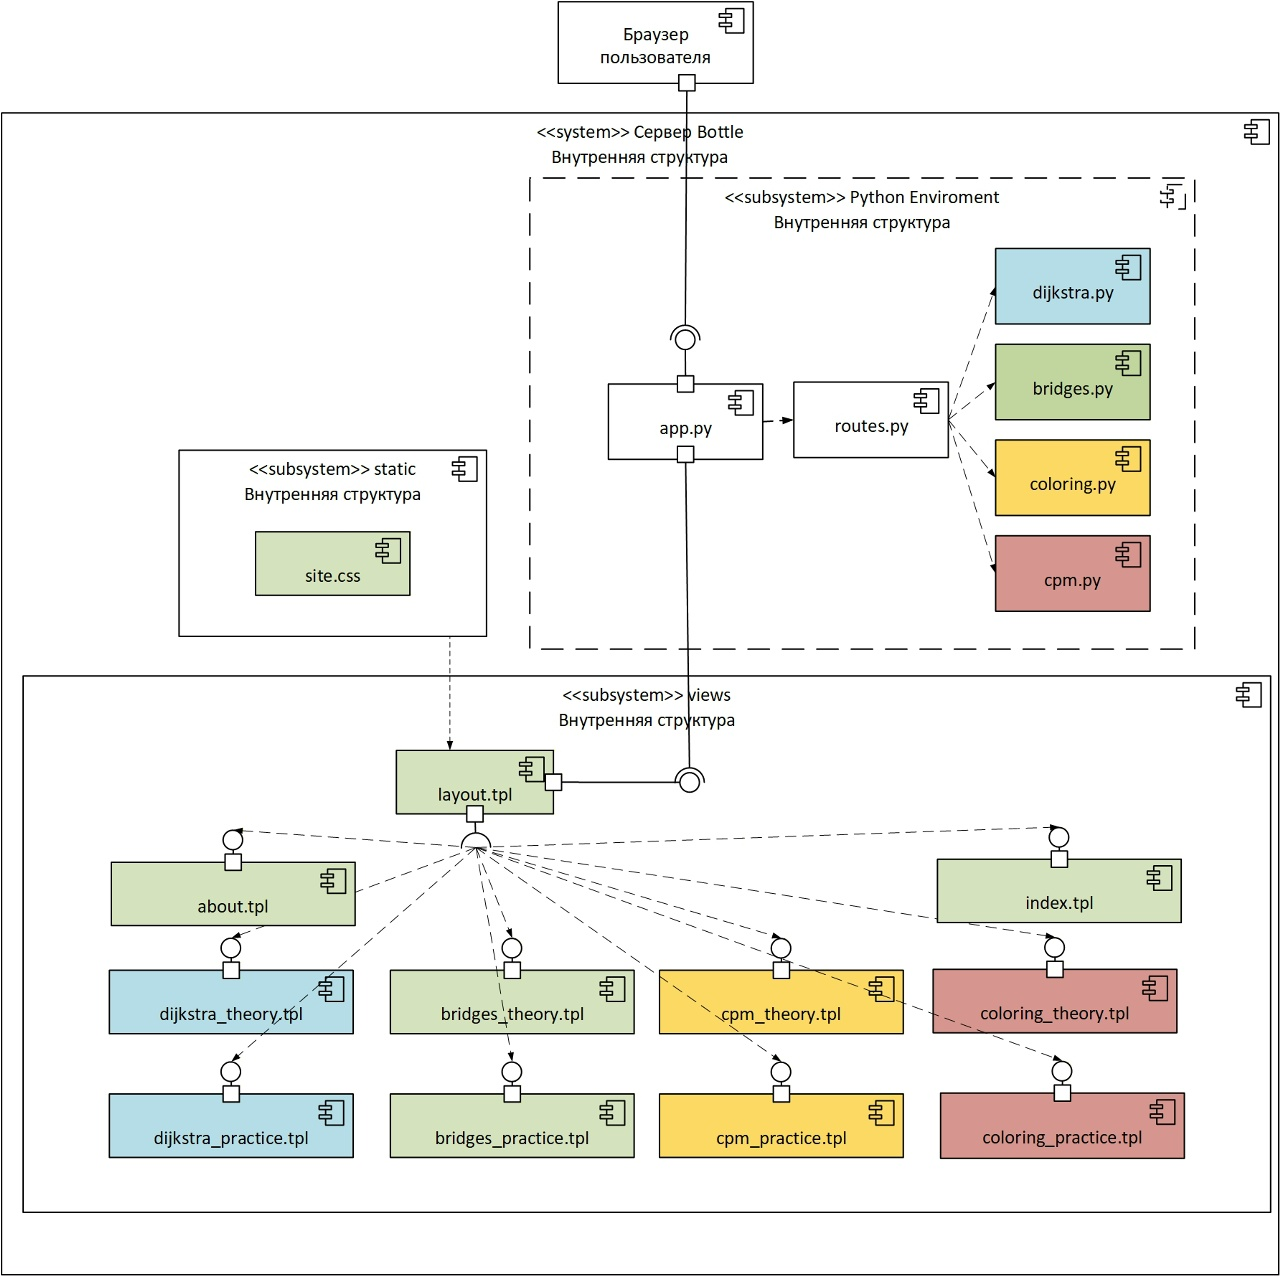 Браузер
пользователя
<<system>> Сервер Bottle
Внутренняя структура
<<subsystem>> Python Enviroment
Внутренняя структура
dijkstra.py
bridges.py
app.py
routes.py
coloring.py
cpm.py
<<subsystem>> static
Внутренняя структура
site.css
<<subsystem>> views
Внутренняя структура
layout.tpl
about.tpl
index.tpl
dijkstra_theory.tpl
bridges_theory.tpl
cpm_theory.tpl
coloring_theory.tpl
dijkstra_practice.tpl
bridges_practice.tpl
cpm_practice.tpl
coloring_practice.tpl